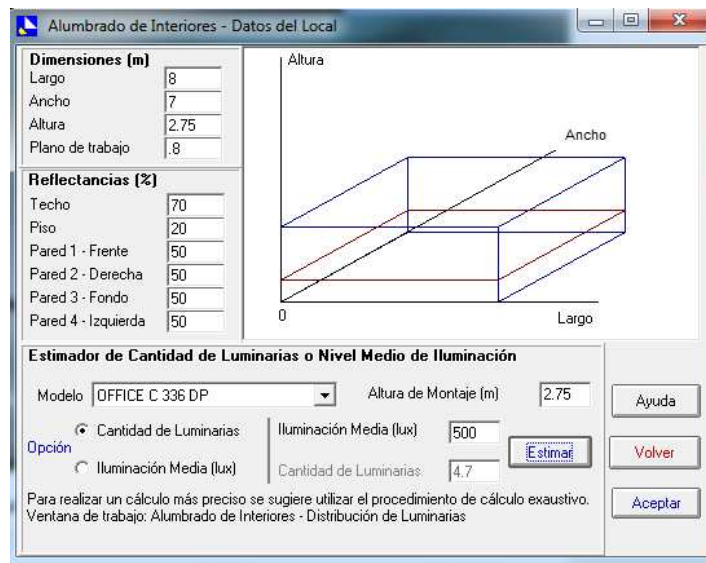 Alumbrado de Interiores - Datos del Local
Dimensiones (m)
Largo 8
Ancho 7
Altura 2.75
Plano de trabajo .8
Reflectancias (%)
Techo 70
Piso 20
Pared 1 - Frente 50
Pared 2 - Derecha 50
Pared 3 - Fondo 50
Pared 4 - Izquierda 50
Altura
Ancho
0 Largo
Estimador de Cantidad de Luminarias o Nivel Medio de Iluminación
Modelo OFFICE C 336 DP Altura de Montaje (m) 2.75
Opción
Cantidad de Luminarias
Iluminación Media (lux)
Iluminación Media (lux) 500
Cantidad de Luminarias 4.7
Estimar
Para realizar un cálculo más preciso se sugiere utilizar el procedimiento de cálculo exaustivo.
Ventana de trabajo: Alumbrado de Interiores - Distribución de Luminarias
Ayuda
Volver
Aceptar